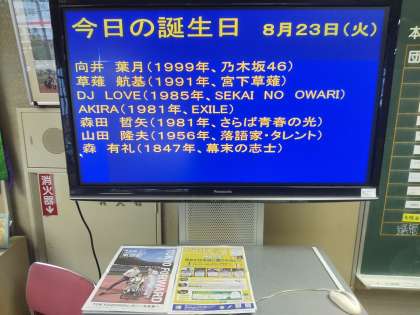 今日の誕生日 8月23日(火)
向井 葉月(1999年、乃木坂46)
草薙 航基(1991年、宮下草薙)
DJ LOVE(1985年、SEKAI NO OWARI)
AKIRA(1981年、EXILE)
森田 哲矢(1981年、さらば青春の光)
山田 隆夫(1956年、落語家・タレント)
森 有礼(1847年、幕末の志士)
Panasonic
消火器
本
団